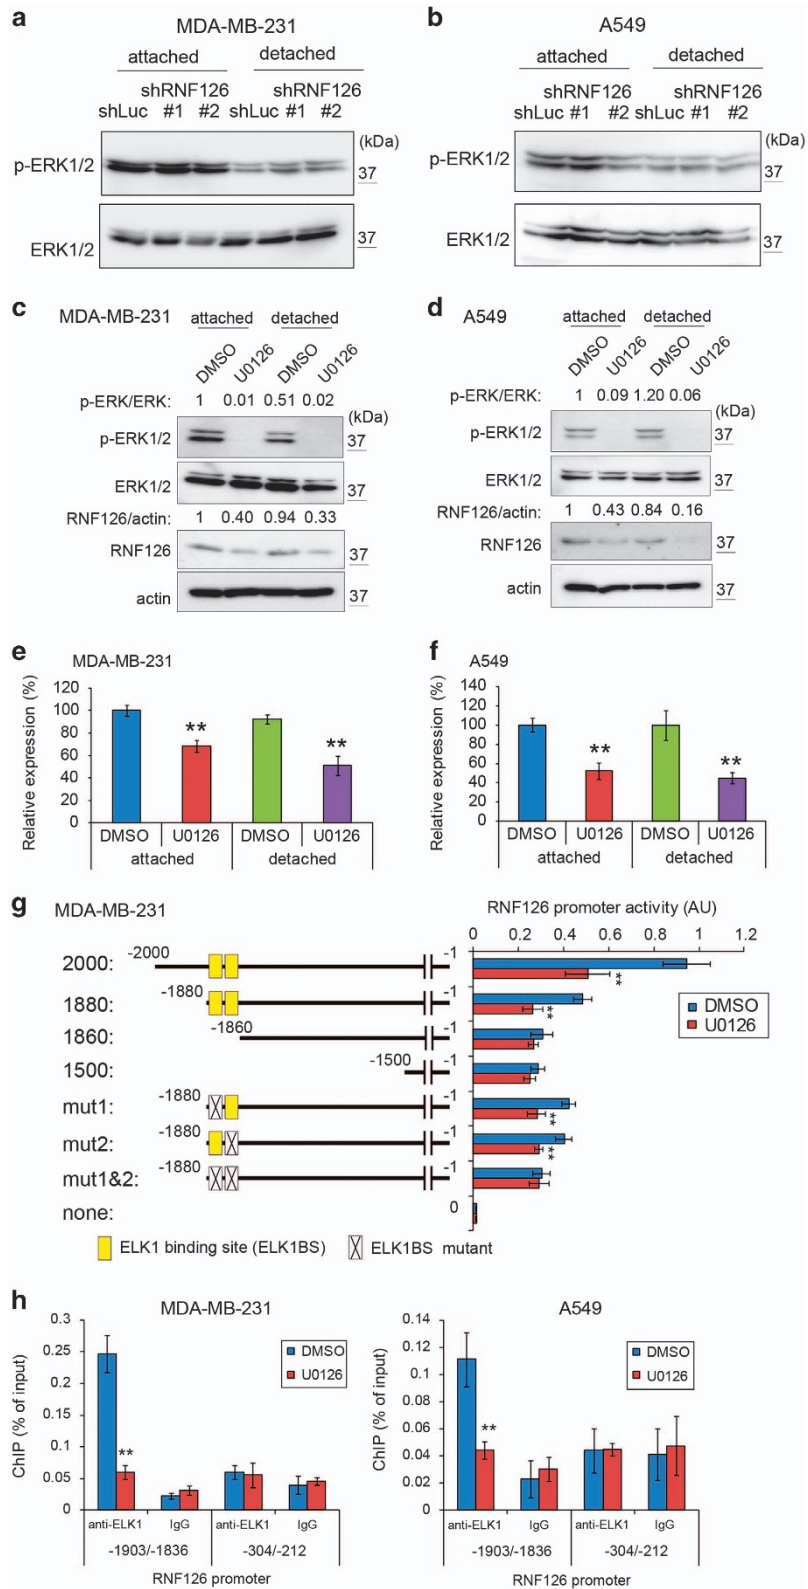 a
MDA-MB-231
attached detached
shRNF126 shRNF126
shLuc #1 #2 shLuc #1 #2
(kDa)
p-ERK1/2
37
ERK1/2
37
b
A549
attached detached
shRNF126 shRNF126
shLuc #1 #2 shLuc #1 #2
(kDa)
p-ERK1/2
37
ERK1/2
37
c
MDA-MB-231
attached detached
DMSO U0126 DMSO U0126
p-ERK/ERK: 1 0.01 0.51 0.02
(kDa)
p-ERK1/2 37
ERK1/2 37
RNF126/actin: 1 0.40 0.94 0.33
RNF126 37
actin 37
d
A549
attached detached
DMSO U0126 DMSO U0126
p-ERK/ERK: 1 0.09 1.20 0.06
(kDa)
p-ERK1/2 37
ERK1/2 37
RNF126/actin: 1 0.43 0.84 0.16
RNF126 37
actin 37
e
MDA-MB-231
Relative expression (%)
120
100
80
60
40
20
0
**
**
DMSO U0126 DMSO U0126
attached detached
f
A549
Relative expression (%)
140
120
100
80
60
40
20
0
**
**
DMSO U0126 DMSO U0126
attached detached
g
MDA-MB-231
RNF126 promoter activity (AU)
0 0.2 0.4 0.6 0.8 1 1.2
2000: -2000 -1
**
1880: -1880 -1
**
1860: -1860 -1
1500: -1500 -1
mut1: -1880 -1
**
mut2: -1880 -1
**
mut1&2: -1880 -1
none: 0
DMSO
U0126
ELK1 binding site (ELK1BS)
ELK1BS mutant
h
MDA-MB-231
ChIP (% of input)
0.3
0.25
0.2
0.15
0.1
0.05
0
DMSO
U0126
**
anti-ELK1 IgG anti-ELK1 IgG
-1903/-1836 -304/-212
RNF126 promoter
A549
ChIP (% of input)
0.14
0.12
0.1
0.08
0.06
0.04
0.02
0
DMSO
U0126
**
anti-ELK1 IgG anti-ELK1 IgG
-1903/-1836 -304/-212
RNF126 promoter